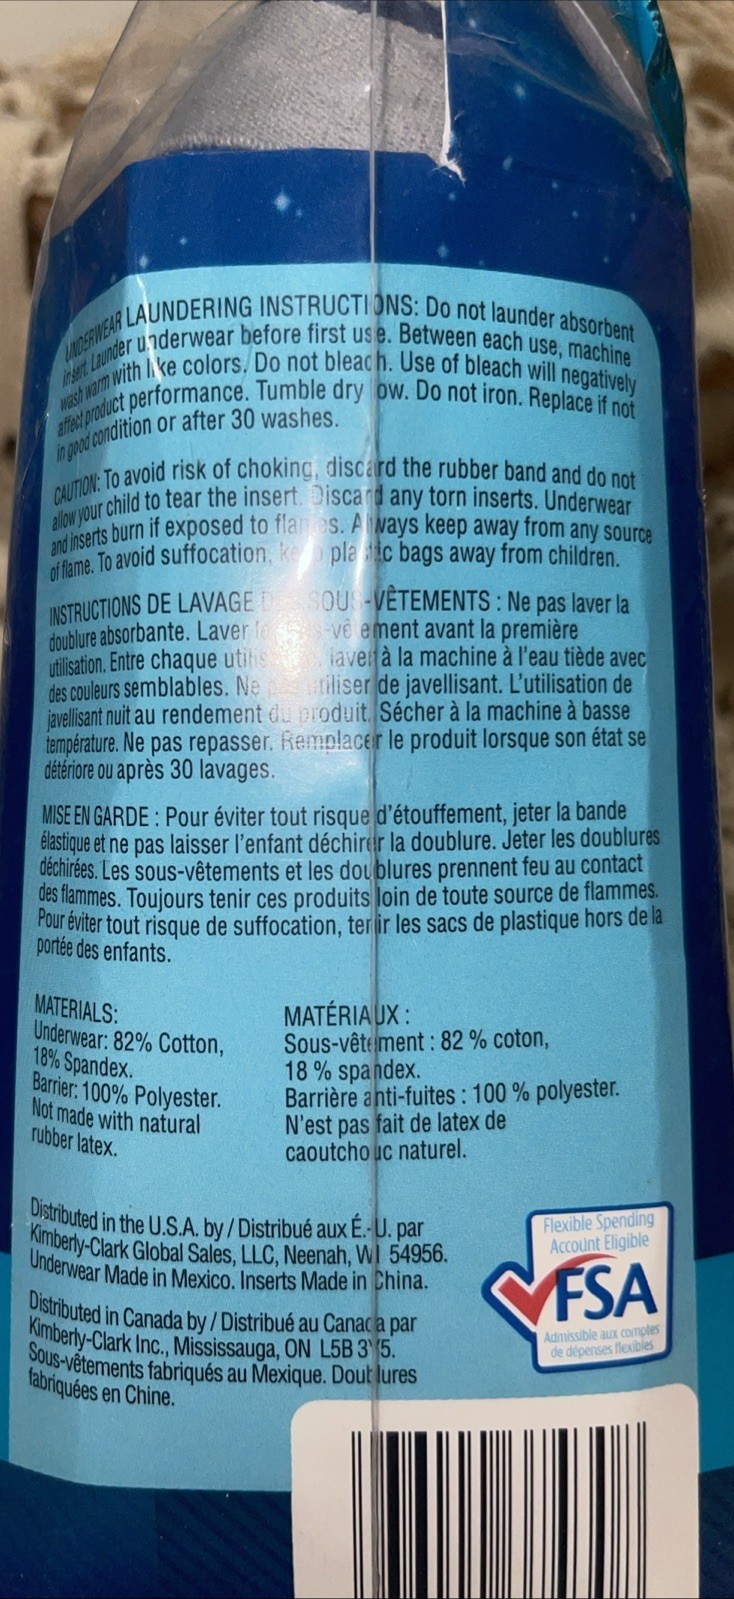 UNDERWEAR LAUNDERING INSTRUCTIONS: Do not launder absorbent
insert. Launder underwear before first use. Between each use, machine
wash warm with like colors. Do not bleach. Use of bleach will negatively
affect product performance. Tumble dry low. Do not iron. Replace if not
in good condition or after 30 washes.
CAUTION: To avoid risk of choking, discard the rubber band and do not
allow your child to tear the insert. Discard any torn inserts. Underwear
and inserts burn if exposed to flames. Always keep away from any source
of flame. To avoid suffocation, keep plastic bags away from children.
INSTRUCTIONS DE LAVAGE DES SOUS-VÊTEMENTS : Ne pas laver la
doublure absorbante. Laver le sous-vêtement avant la première
utilisation. Entre chaque utilisation, laver à la machine à l'eau tiède avec
des couleurs semblables. Ne pas utiliser de javellisant. L'utilisation de
javellisant nuit au rendement du produit. Sécher à la machine à basse
température. Ne pas repasser. Remplacer le produit lorsque son état se
détériore ou après 30 lavages.
MISE EN GARDE : Pour éviter tout risque d'étouffement, jeter la bande
élastique et ne pas laisser l'enfant déchirer la doublure. Jeter les doublures
déchirées. Les sous-vêtements et les doublures prennent feu au contact
des flammes. Toujours tenir ces produits loin de toute source de flammes.
Pour éviter tout risque de suffocation, tenir les sacs de plastique hors de la
portée des enfants.
MATERIALS:
Underwear: 82% Cotton,
18% Spandex.
Barrier: 100% Polyester.
Not made with natural
rubber latex.
MATÉRIAUX :
Sous-vêtement : 82 % coton,
18 % spandex.
Barrière anti-fuites : 100 % polyester.
N'est pas fait de latex de
caoutchouc naturel.
Distributed in the U.S.A. by / Distribué aux É.-U. par
Kimberly-Clark Global Sales, LLC, Neenah, WI 54956.
Underwear Made in Mexico. Inserts Made in China.
Distributed in Canada by / Distribué au Canada par
Kimberly-Clark Inc., Mississauga, ON L5B 3Y5.
Sous-vêtements fabriqués au Mexique. Doublures
fabriquées en Chine.
Flexible Spending
Account Eligible
FSA
Admissible aux comptes
de dépenses flexibles